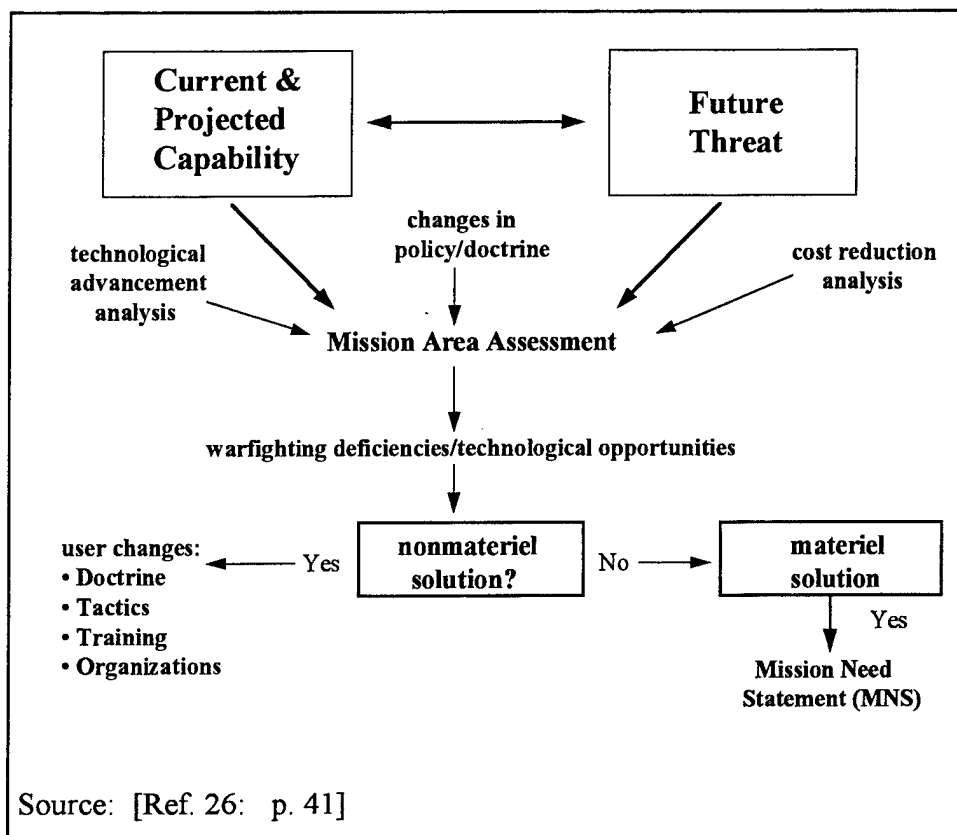 Current &
Projected
Capability
Future
Threat
changes in
policy/doctrine
technological
advancement
analysis
cost reduction
analysis
Mission Area Assessment
warfighting deficiencies/technological opportunities
user changes:
• Doctrine
• Tactics
• Training
• Organizations
Yes
nonmateriel
solution?
No
materiel
solution
Yes
Mission Need
Statement (MNS)
Source: [Ref. 26: p. 41]